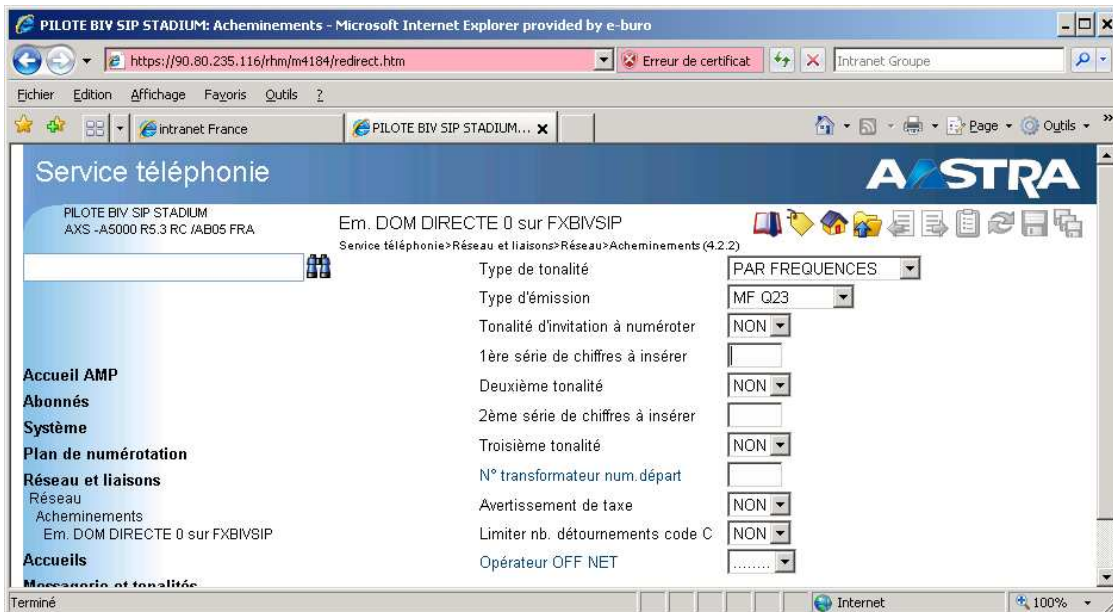 PILOTE BIV SIP STADIUM: Acheminements - Microsoft Internet Explorer provided by e-buro
https://90.80.235.116/rhm/m4184/redirect.htm Erreur de certificat Intranet Groupe
Fichier Edition Affichage Favoris Outils ?
intranet France PILOTE BIV SIP STADIUM... Page Outils »
Service téléphonie AASTRA
PILOTE BIV SIP STADIUM
AXS -A5000 R5.3 RC /AB05 FRA
Em. DOM DIRECTE 0 sur FXBIVSIP
Service téléphonie>Réseau et liaisons>Réseau>Acheminements (4.2.2)
Type de tonalité PAR FREQUENCES
Type d'émission MF Q23
Tonalité d'invitation à numéroter NON
1ère série de chiffres à insérer
Deuxième tonalité NON
2ème série de chiffres à insérer
Troisième tonalité NON
N° transformateur num.départ
Avertissement de taxe NON
Limiter nb. détournements code C NON
Opérateur OFF NET ........
Accueil AMP
Abonnés
Système
Plan de numérotation
Réseau et liaisons
Réseau
Acheminements
Em. DOM DIRECTE 0 sur FXBIVSIP
Accueils
Messagerie et tonalités
Terminé Internet 100%